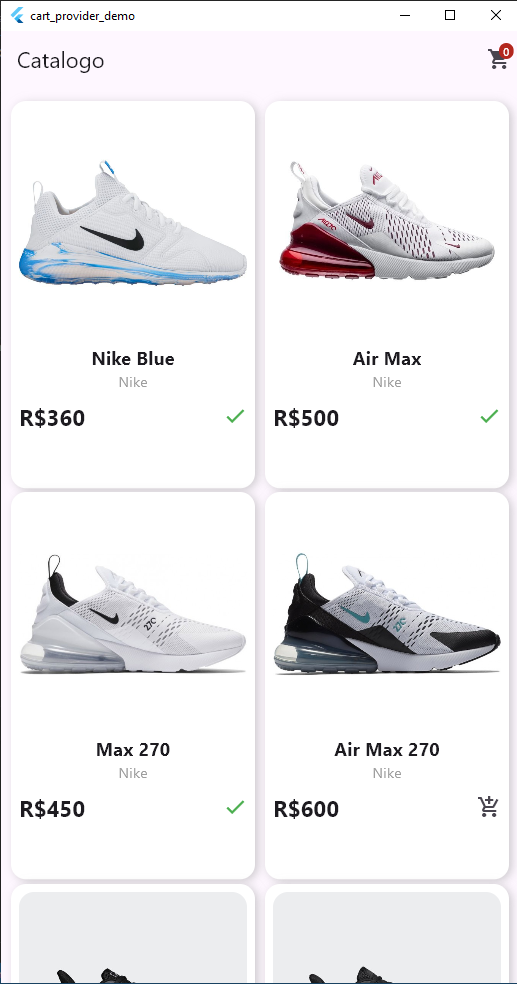 cart_provider_demo
Catalogo
0
Nike Blue
Nike
R$360
Air Max
Nike
R$500
Max 270
Nike
R$450
Air Max 270
Nike
R$600